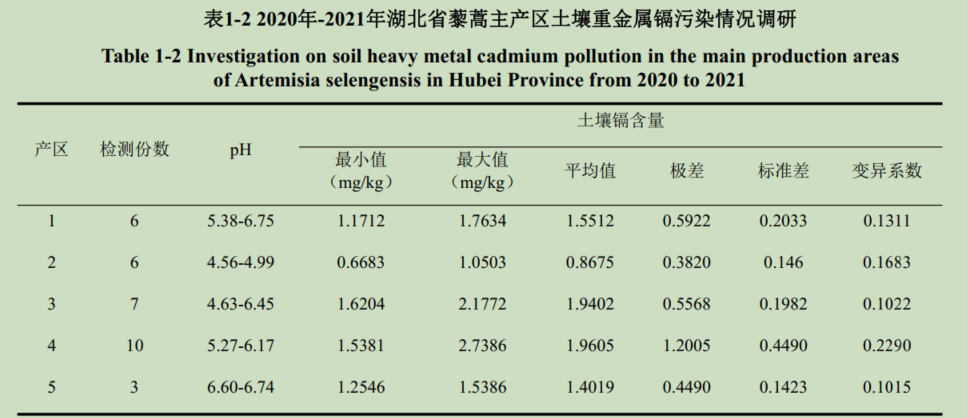 表1-2 2020年-2021年湖北省藜蒿主产区土壤重金属镉污染情况调研
Table 1-2 Investigation on soil heavy metal cadmium pollution in the main production areas
of Artemisia selengensis in Hubei Province from 2020 to 2021
产区 检测份数 pH 土壤镉含量
最小值（mg/kg） 最大值（mg/kg） 平均值 极差 标准差 变异系数
1 6 5.38-6.75 1.1712 1.7634 1.5512 0.5922 0.2033 0.1311
2 6 4.56-4.99 0.6683 1.0503 0.8675 0.3820 0.146 0.1683
3 7 4.63-6.45 1.6204 2.1772 1.9402 0.5568 0.1982 0.1022
4 10 5.27-6.17 1.5381 2.7386 1.9605 1.2005 0.4490 0.2290
5 3 6.60-6.74 1.2546 1.5386 1.4019 0.4490 0.1423 0.1015